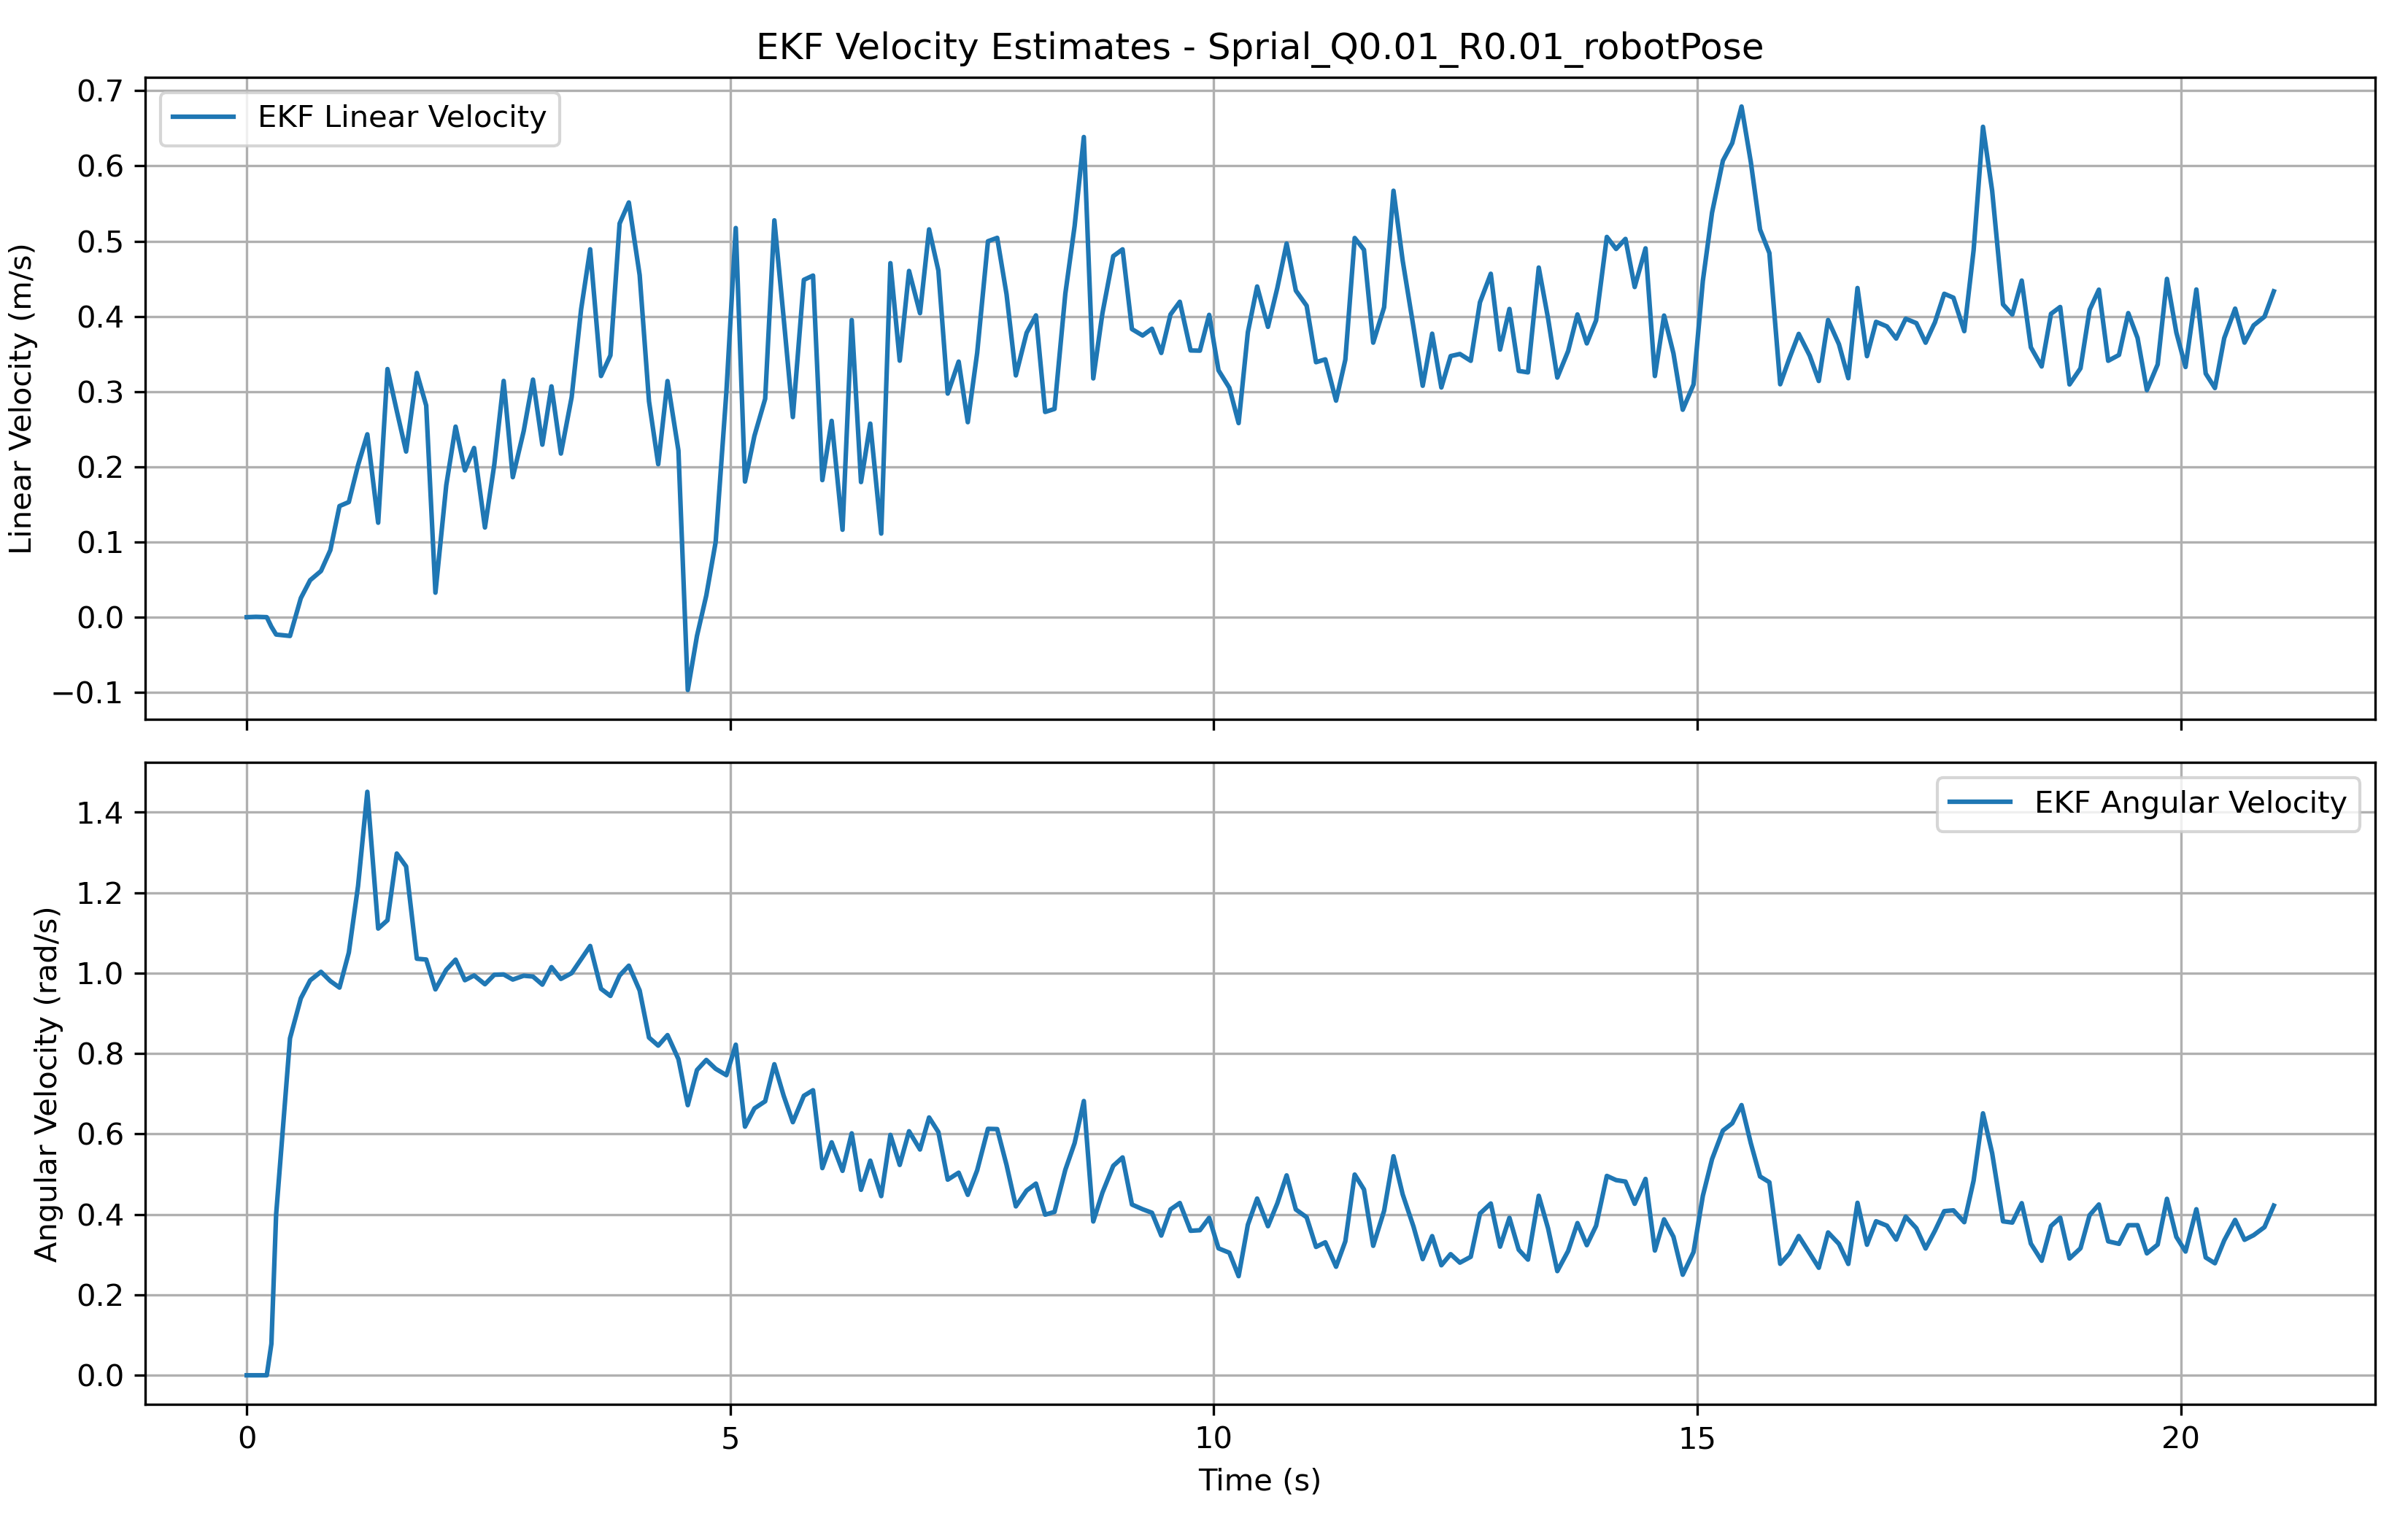 EKF Velocity Estimates - Sprial_Q0.01_R0.01_robotPose
EKF Linear Velocity
Linear Velocity (m/s)
0.7
0.6
0.5
0.4
0.3
0.2
0.1
0.0
−0.1
EKF Angular Velocity
Angular Velocity (rad/s)
1.4
1.2
1.0
0.8
0.6
0.4
0.2
0.0
0 5 10 15 20
Time (s)